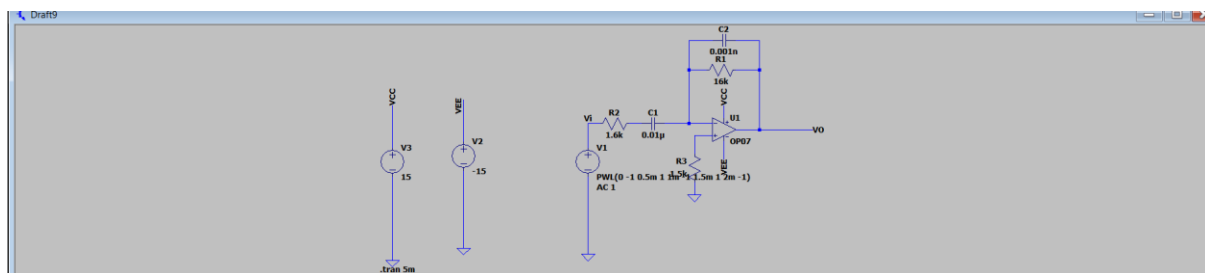 Draft9
C2
0.001n
R1
16k
VCC
VEE
VCC
Vi
R2
C1
U1
1.6k
0.01µ
VO
OP07
V3
V2
V1
R3
VEE
15
-15
1.5k
PWL(0 -1 0.5m 1 1m -1 1.5m 1 2m -1)
AC 1
.tran 5m